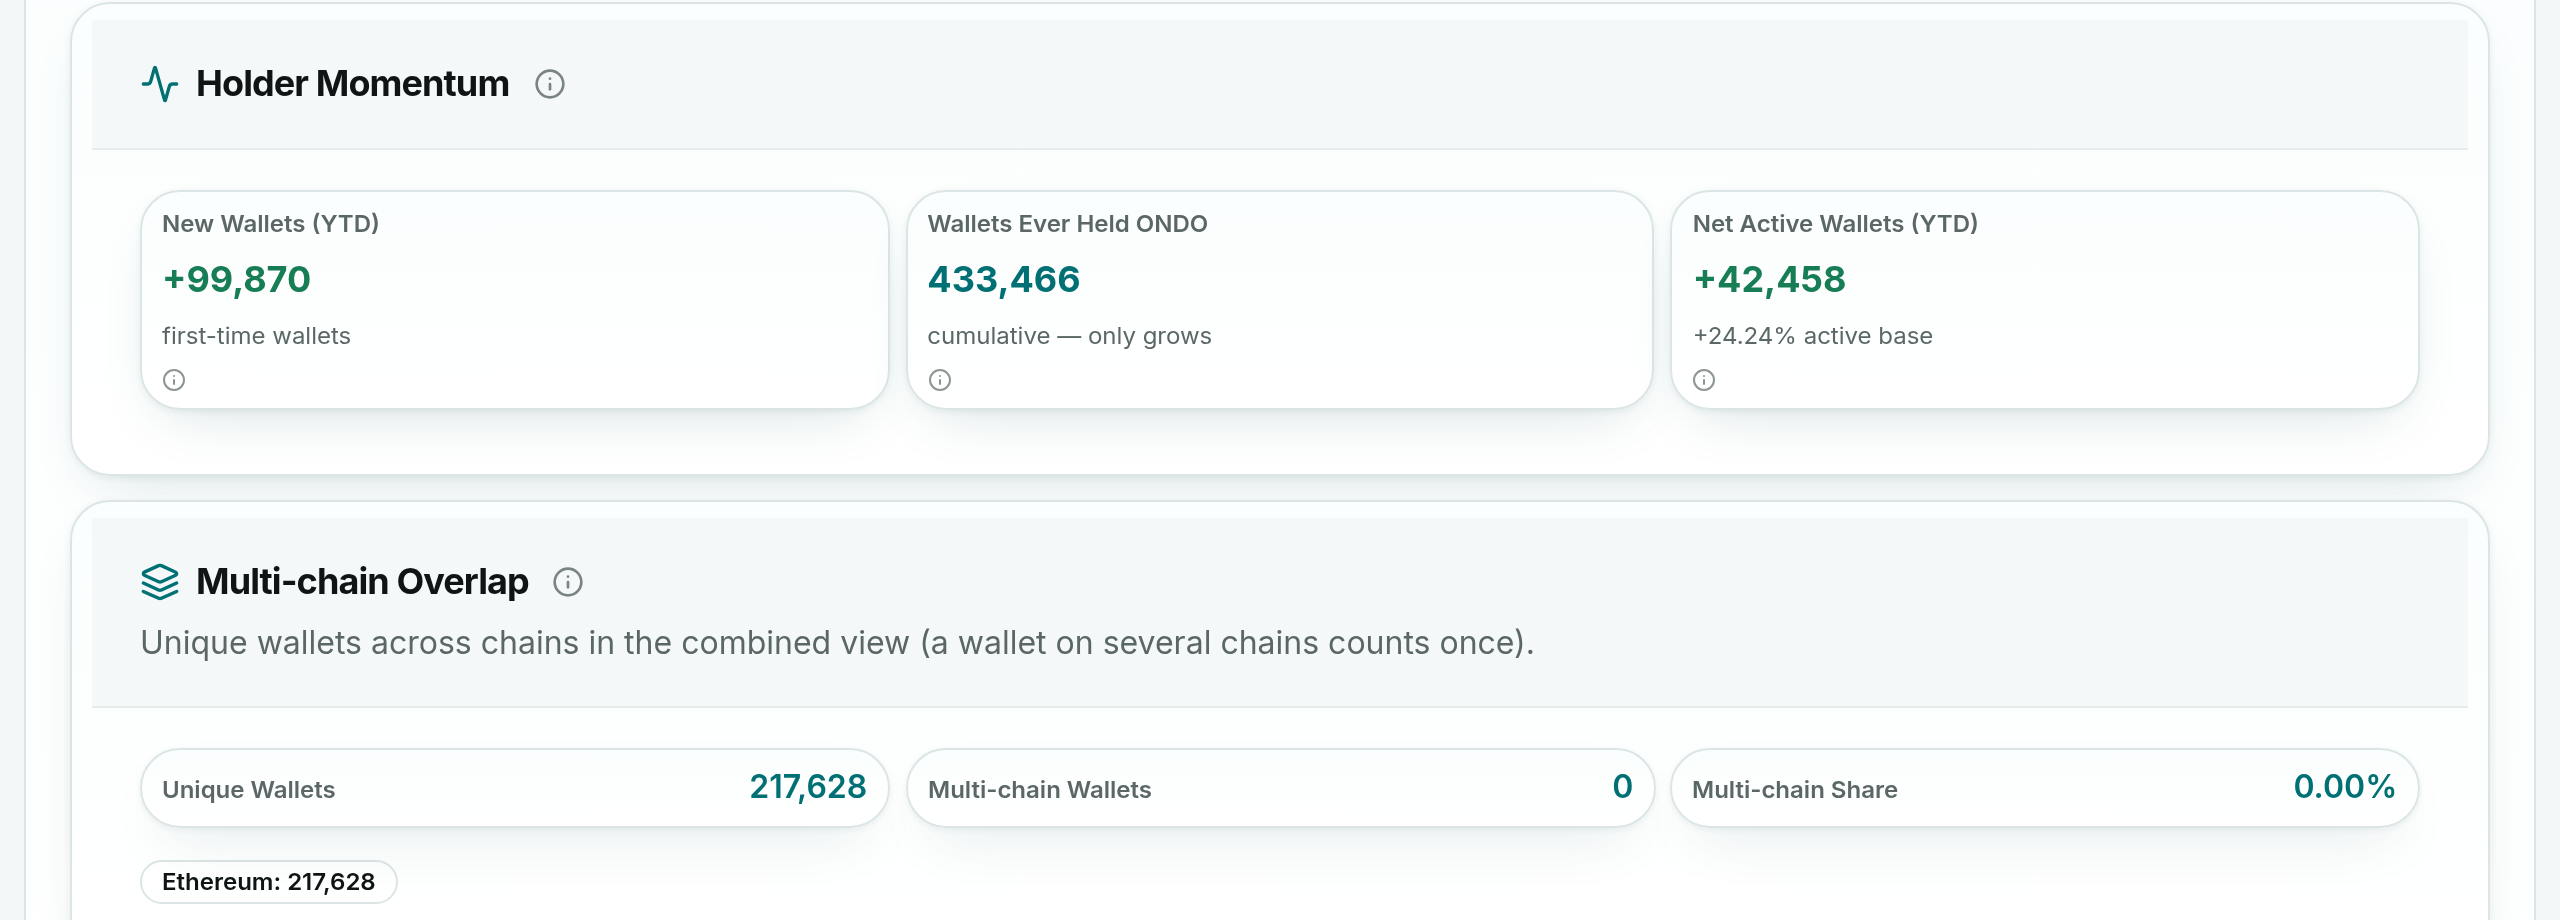 Holder Momentum
New Wallets (YTD)
+99,870
first-time wallets
Wallets Ever Held ONDO
433,466
cumulative — only grows
Net Active Wallets (YTD)
+42,458
+24.24% active base
Multi-chain Overlap
Unique wallets across chains in the combined view (a wallet on several chains counts once).
Unique Wallets 217,628
Multi-chain Wallets 0
Multi-chain Share 0.00%
Ethereum: 217,628